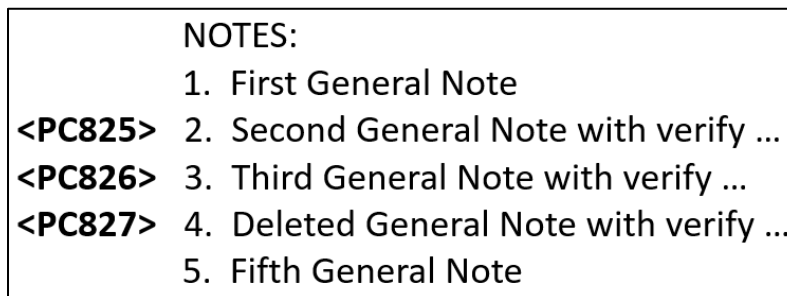 NOTES:
1. First General Note
<PC825> 2. Second General Note with verify ...
<PC826> 3. Third General Note with verify ...
<PC827> 4. Deleted General Note with verify ...
5. Fifth General Note